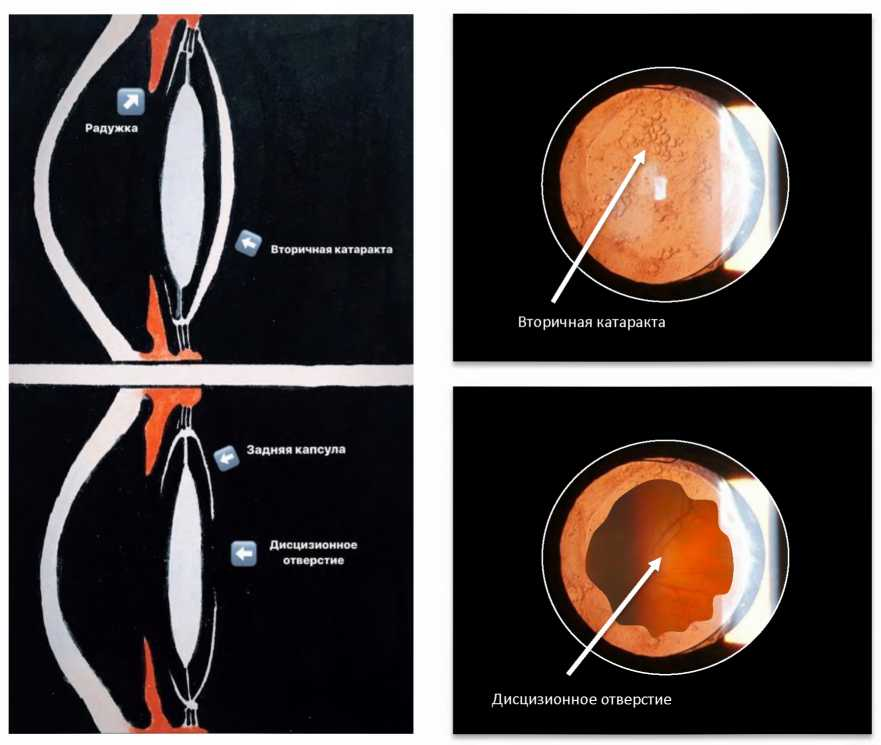 Радужка
Вторичная катаракта
Задняя капсула
Дисцизионное
отверстие
Вторичная катаракта
Дисцизионное отверстие